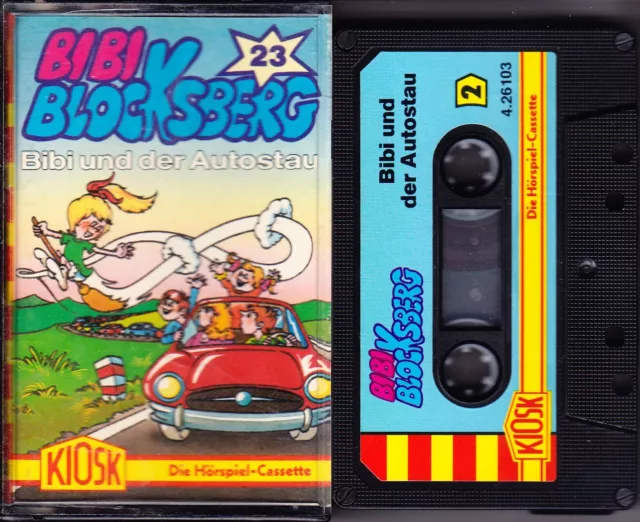 BIBI
BLOCKSBERG
23
Bibi und der Autostau
KIOSK
Die Hörspiel-Cassette
Bibi und
der Autostau
2
4.26103
Die Hörspiel-Cassette
BIBI
BLOCKSBERG
KIOSK